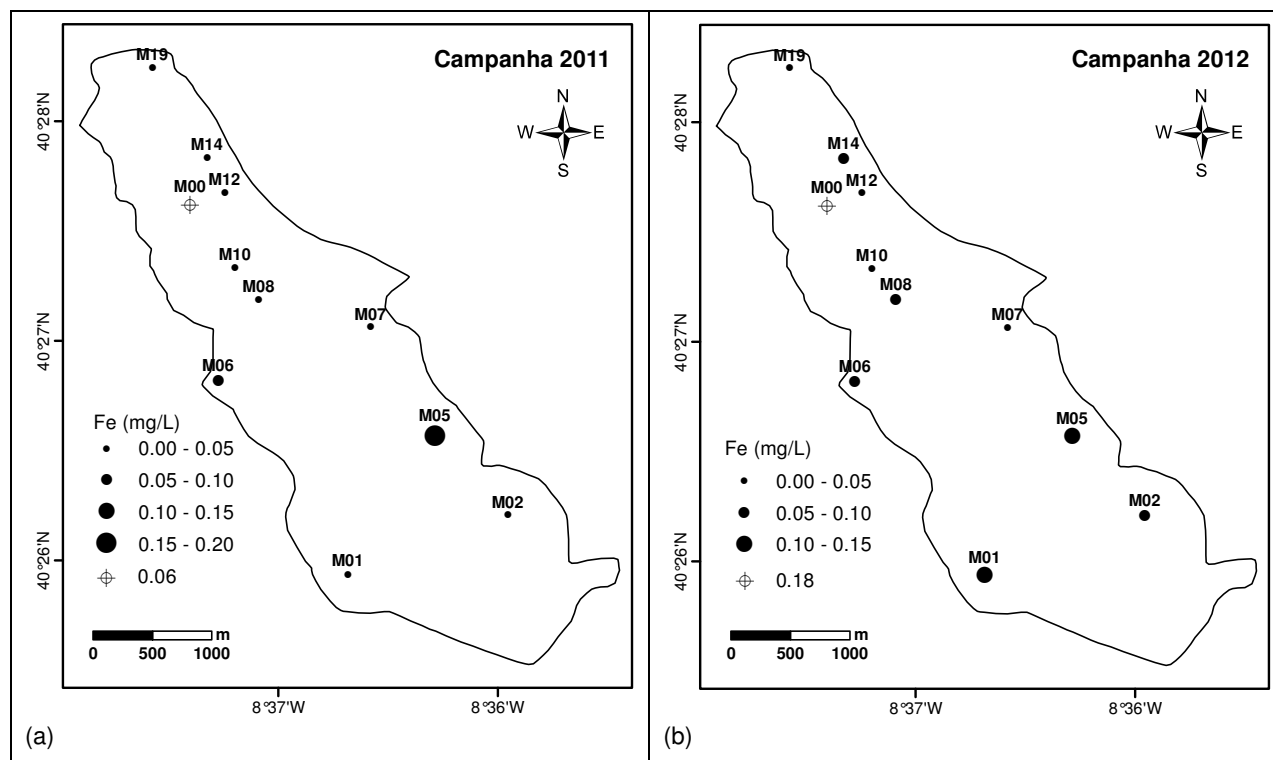 Campanha 2011
N
W E
S
M19
M14
M12
M00
M10
M08
M07
M06
M05
M02
M01
40°28'N
40°27'N
40°26'N
Fe (mg/L)
0.00 - 0.05
0.05 - 0.10
0.10 - 0.15
0.15 - 0.20
0.06
m
0 500 1000
8°37'W 8°36'W
(a)
Campanha 2012
N
W E
S
M19
M14
M12
M00
M10
M08
M07
M06
M05
M02
M01
40°28'N
40°27'N
40°26'N
Fe (mg/L)
0.00 - 0.05
0.05 - 0.10
0.10 - 0.15
0.18
m
0 500 1000
8°37'W 8°36'W
(b)